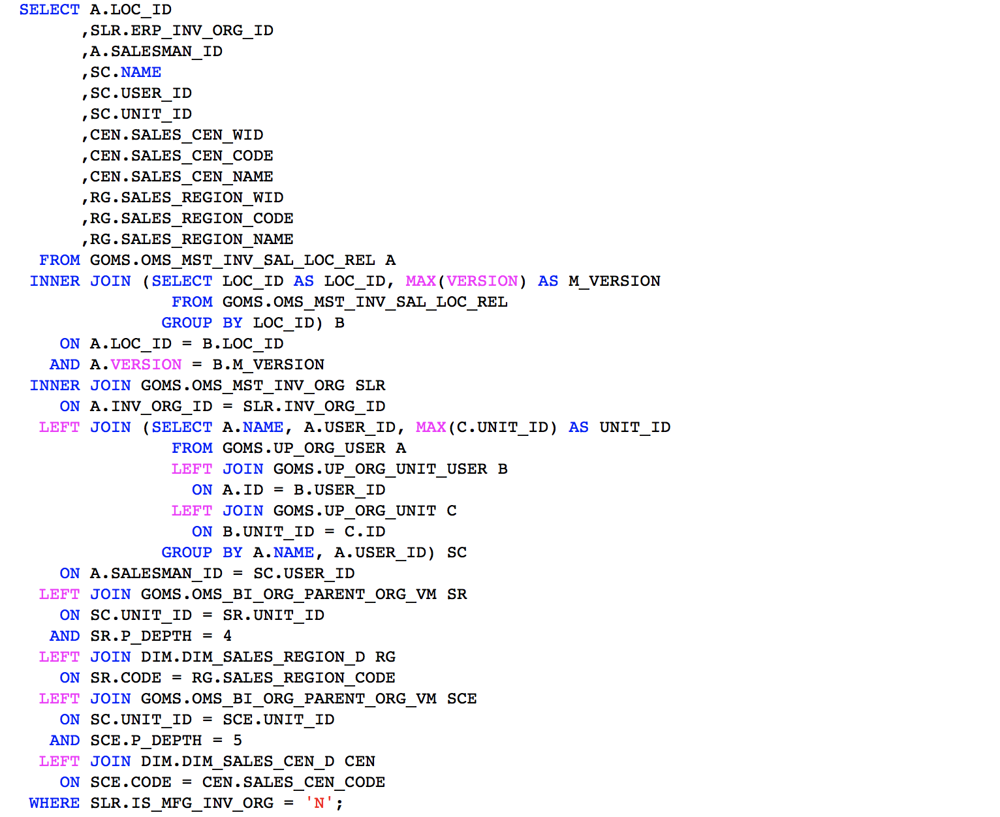 SELECT A.LOC_ID
,SLR.ERP_INV_ORG_ID
,A.SALESMAN_ID
,SC.NAME
,SC.USER_ID
,SC.UNIT_ID
,CEN.SALES_CEN_WID
,CEN.SALES_CEN_CODE
,CEN.SALES_CEN_NAME
,RG.SALES_REGION_WID
,RG.SALES_REGION_CODE
,RG.SALES_REGION_NAME
FROM GOMS.OMS_MST_INV_SAL_LOC_REL A
INNER JOIN (SELECT LOC_ID AS LOC_ID, MAX(VERSION) AS M_VERSION
FROM GOMS.OMS_MST_INV_SAL_LOC_REL
GROUP BY LOC_ID) B
ON A.LOC_ID = B.LOC_ID
AND A.VERSION = B.M_VERSION
INNER JOIN GOMS.OMS_MST_INV_ORG SLR
ON A.INV_ORG_ID = SLR.INV_ORG_ID
LEFT JOIN (SELECT A.NAME, A.USER_ID, MAX(C.UNIT_ID) AS UNIT_ID
FROM GOMS.UP_ORG_USER A
LEFT JOIN GOMS.UP_ORG_UNIT_USER B
ON A.ID = B.USER_ID
LEFT JOIN GOMS.UP_ORG_UNIT C
ON B.UNIT_ID = C.ID
GROUP BY A.NAME, A.USER_ID) SC
ON A.SALESMAN_ID = SC.USER_ID
LEFT JOIN GOMS.OMS_BI_ORG_PARENT_ORG_VM SR
ON SC.UNIT_ID = SR.UNIT_ID
AND SR.P_DEPTH = 4
LEFT JOIN DIM.DIM_SALES_REGION_D RG
ON SR.CODE = RG.SALES_REGION_CODE
LEFT JOIN GOMS.OMS_BI_ORG_PARENT_ORG_VM SCE
ON SC.UNIT_ID = SCE.UNIT_ID
AND SCE.P_DEPTH = 5
LEFT JOIN DIM.DIM_SALES_CEN_D CEN
ON SCE.CODE = CEN.SALES_CEN_CODE
WHERE SLR.IS_MFG_INV_ORG = 'N';